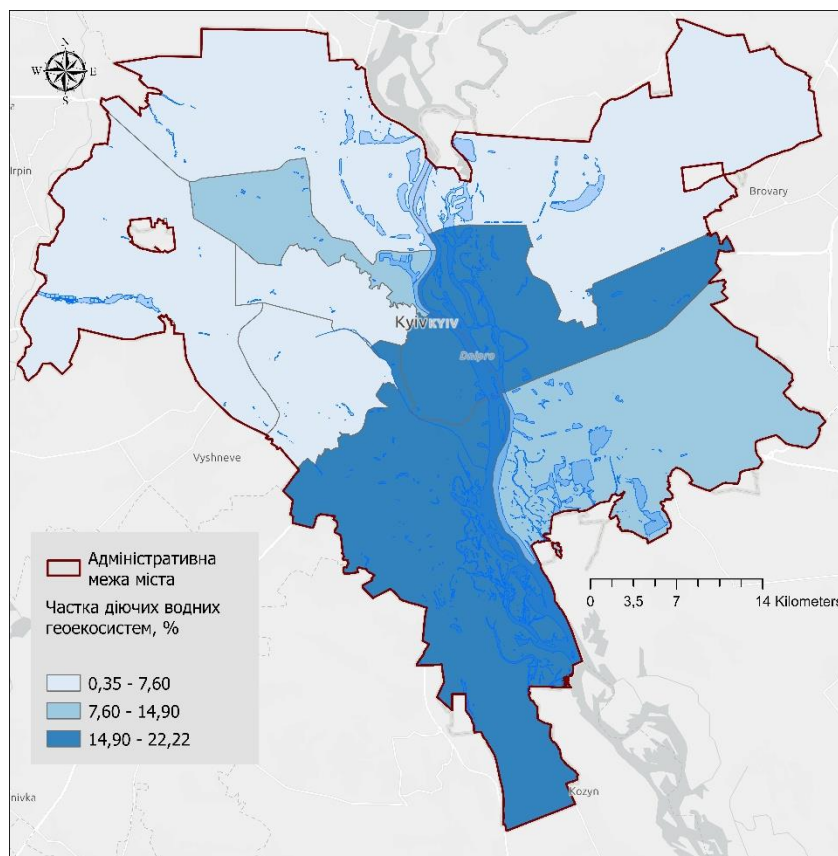 N
W E
S
Irpin
Brovary
Kyiv KYIV
Dnipro
Vyshneve
Адміністративна
межа міста
Частка діючих водних
геоекосистем, %
0,35 - 7,60
7,60 - 14,90
14,90 - 22,22
0 3,5 7 14 Kilometers
nivka
Kozyn